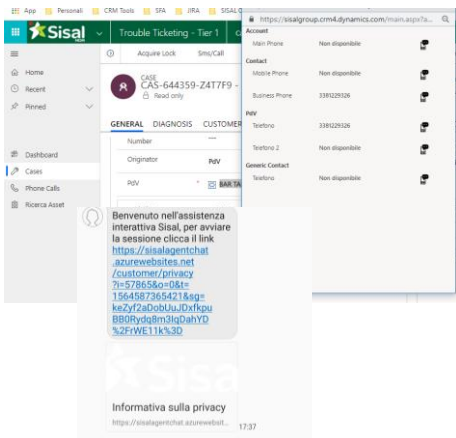 App
Personali
CRM Tools
SFA
JIRA
https://sisalgroup.crm4.dynamics.com/main.aspx?a...
Sisal
Trouble Ticketing - Tier 1
Acquire Lock
Sms/Call
Home
Recent
Pinned
Dashboard
Cases
Phone Calls
Ricerca Asset
CASE
CAS-644359-Z4T7F9 -
Read only
GENERAL DIAGNOSIS CUSTOMER
Number ---
Originator PdV
PdV * BAR TA
Account
Main Phone Non disponibile
Contact
Mobile Phone Non disponibile
Business Phone 3381229326
PdV
Telefono 3381229326
Telefono 2 Non disponibile
Generic Contact
Telefono Non disponibile
Benvenuto nell'assistenza
interattiva Sisal, per avviare
la sessione clicca il link
https://sisalagentchat
.azurewebsites.net
/customer/privacy
?i=57865&o=0&t=
1564587365421&sg=
keZyf2aDobUuJDxfkpu
BB0Rydq8m3IqDahYD
%2FrWE11k%3D
Sisal
Informativa sulla privacy
https://sisalagentchat.azurewebsit...
17:37